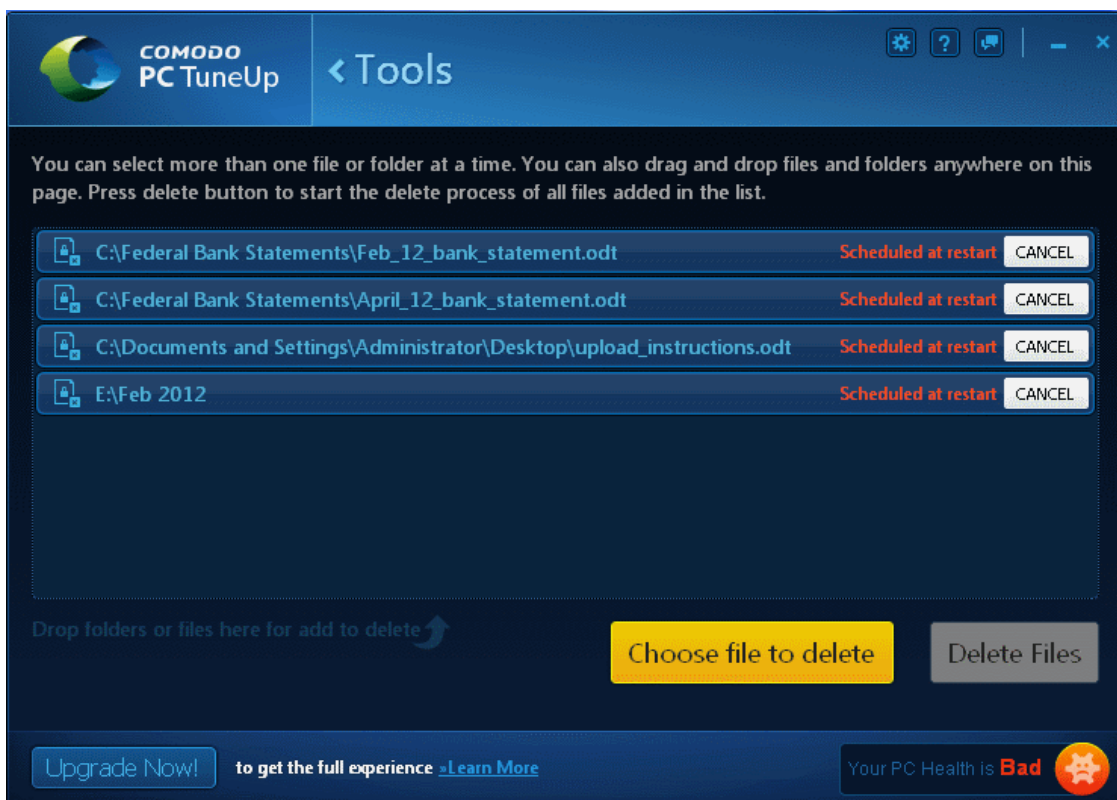 COMODO
PC TuneUp
< Tools
?
You can select more than one file or folder at a time. You can also drag and drop files and folders anywhere on this
page. Press delete button to start the delete process of all files added in the list.
C:\Federal Bank Statements\Feb_12_bank_statement.odt Scheduled at restart CANCEL
C:\Federal Bank Statements\April_12_bank_statement.odt Scheduled at restart CANCEL
C:\Documents and Settings\Administrator\Desktop\upload_instructions.odt Scheduled at restart CANCEL
E:\Feb 2012 Scheduled at restart CANCEL
Drop folders or files here for add to delete
Choose file to delete Delete Files
Upgrade Now! to get the full experience »Learn More Your PC Health is Bad